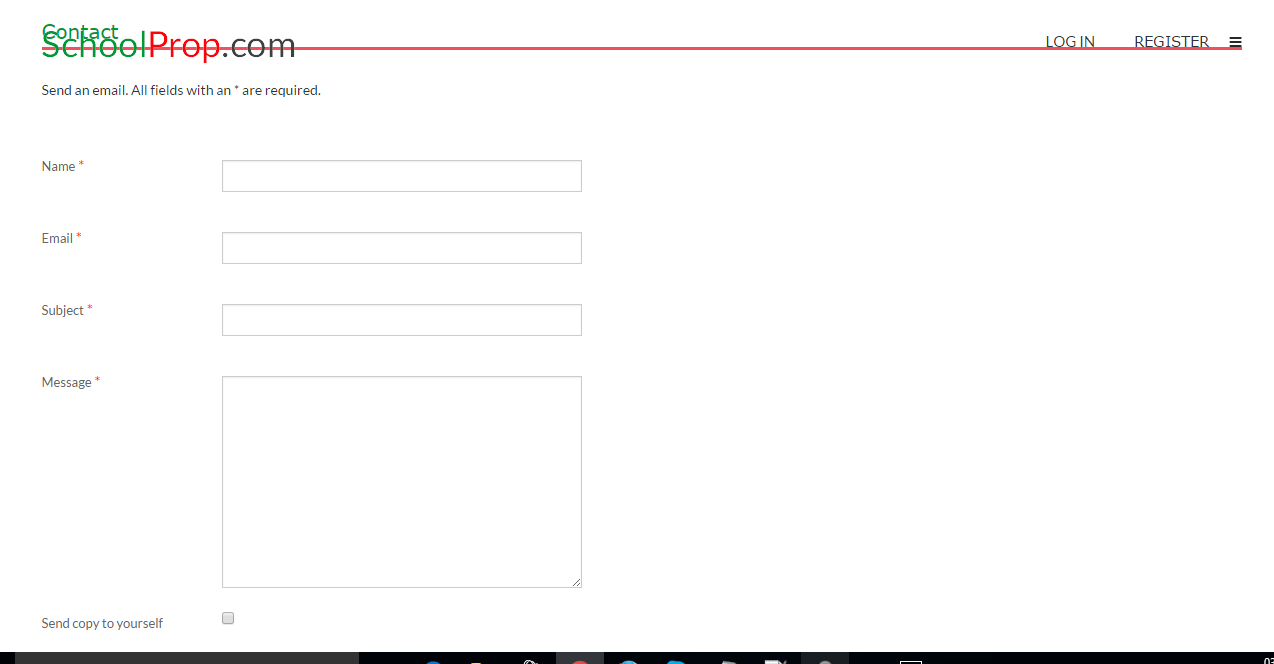 Contact
SchoolProp.com
LOG IN REGISTER
Send an email. All fields with an * are required.
Name *
Email *
Subject *
Message *
Send copy to yourself